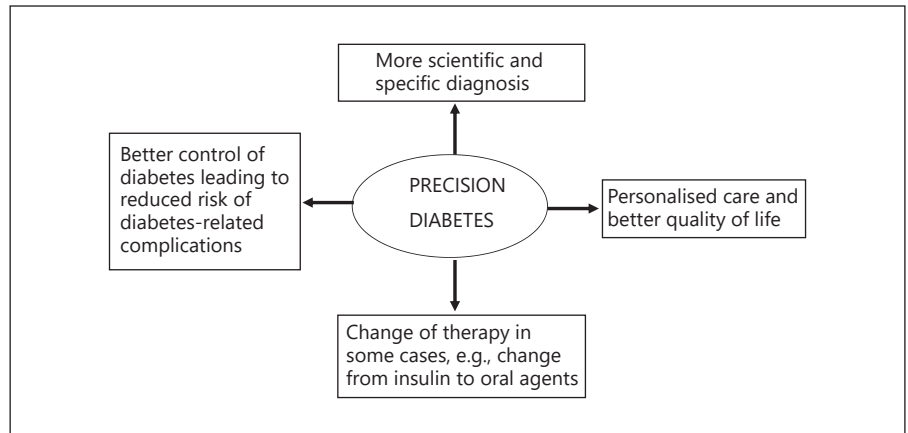 More scientific and
specific diagnosis
Better control of
diabetes leading to
reduced risk of
diabetes-related
complications
PRECISION
DIABETES
Personalised care and
better quality of life
Change of therapy in
some cases, e.g., change
from insulin to oral agents